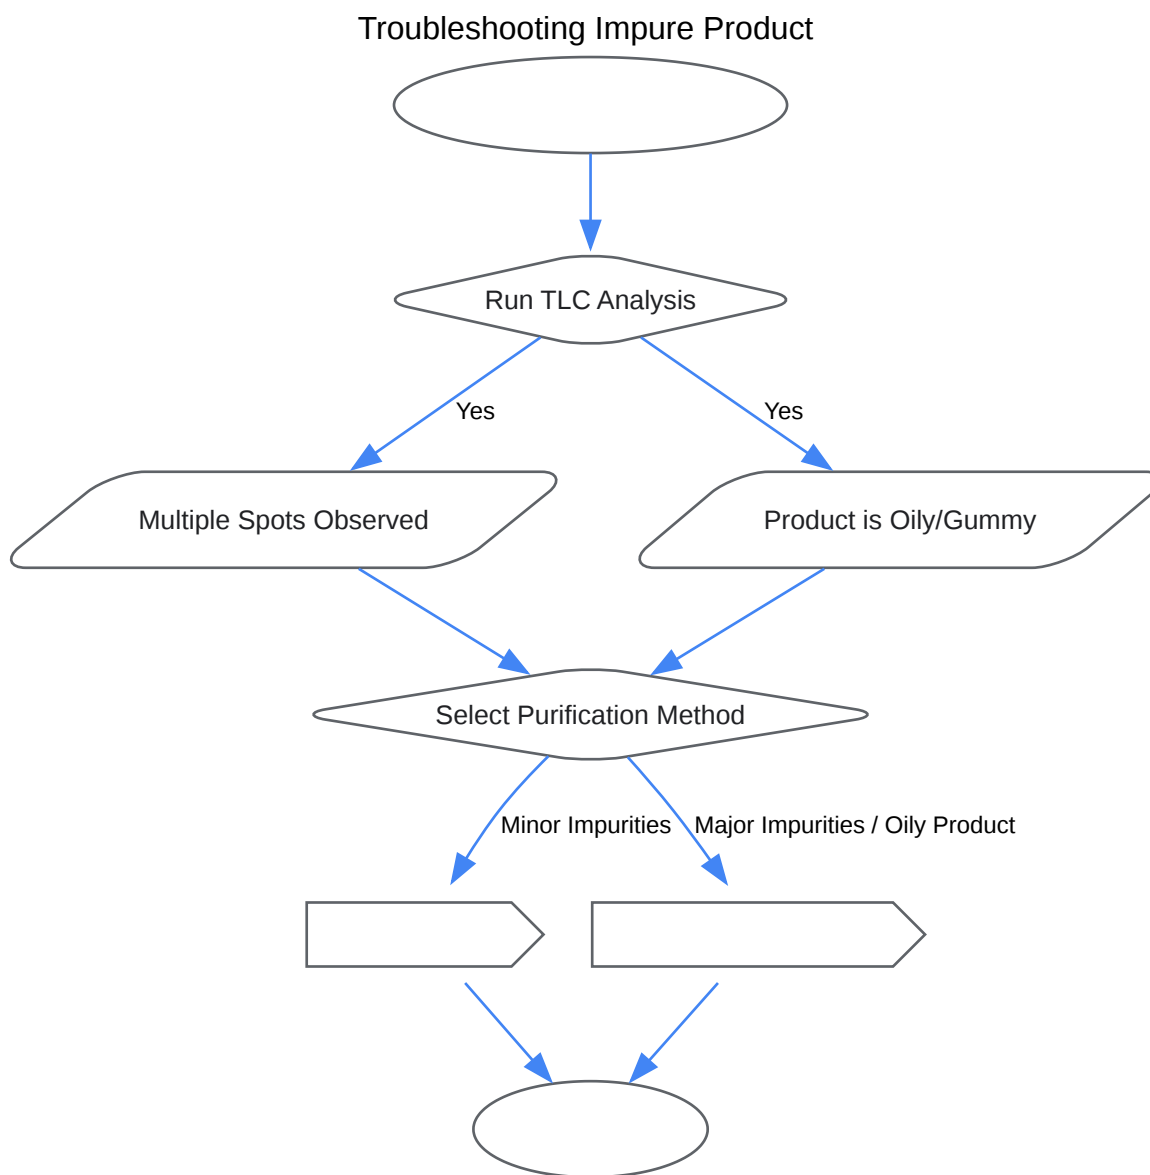 Troubleshooting Impure Product
Run TLC Analysis
Yes
Yes
Multiple Spots Observed
Product is Oily/Gummy
Select Purification Method
Minor Impurities
Major Impurities / Oily Product